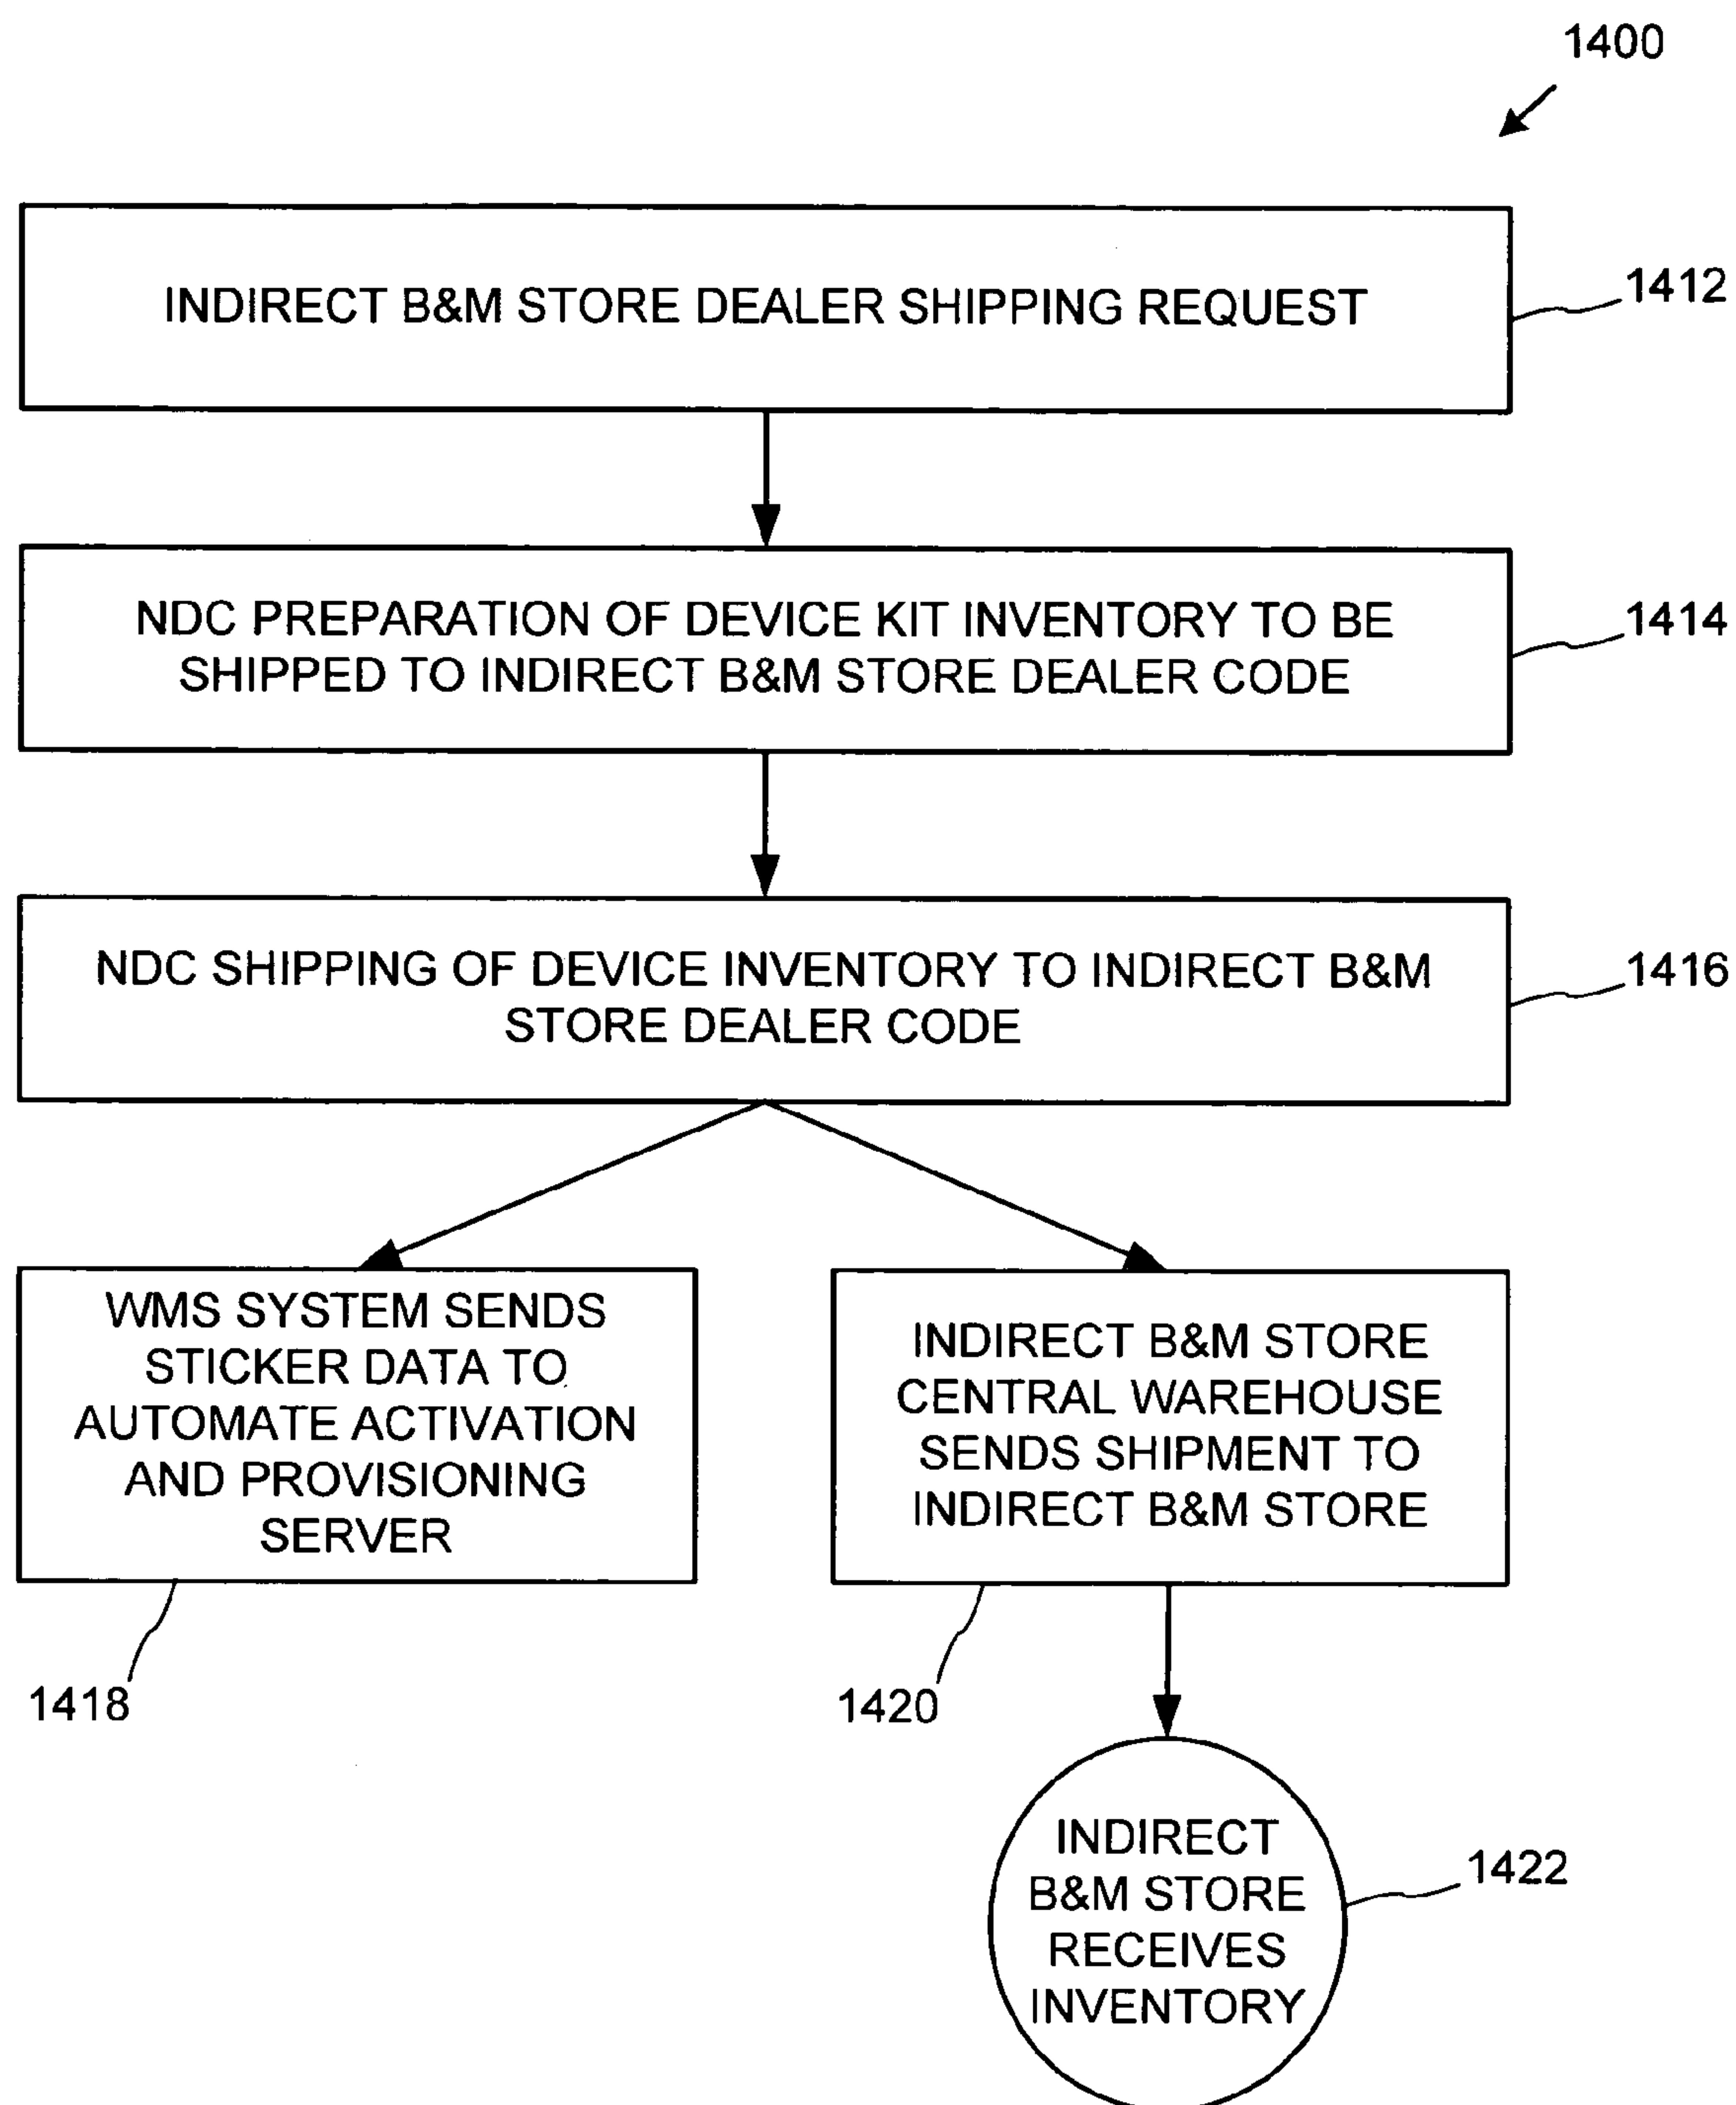 1400
INDIRECT B&M STORE DEALER SHIPPING REQUEST
1412
NDC PREPARATION OF DEVICE KIT INVENTORY TO BE
SHIPPED TO INDIRECT B&M STORE DEALER CODE
1414
NDC SHIPPING OF DEVICE INVENTORY TO INDIRECT B&M
STORE DEALER CODE
1416
WMS SYSTEM SENDS
STICKER DATA TO
AUTOMATE ACTIVATION
AND PROVISIONING
SERVER
1418
INDIRECT B&M STORE
CENTRAL WAREHOUSE
SENDS SHIPMENT TO
INDIRECT B&M STORE
1420
INDIRECT
B&M STORE
RECEIVES
INVENTORY
1422